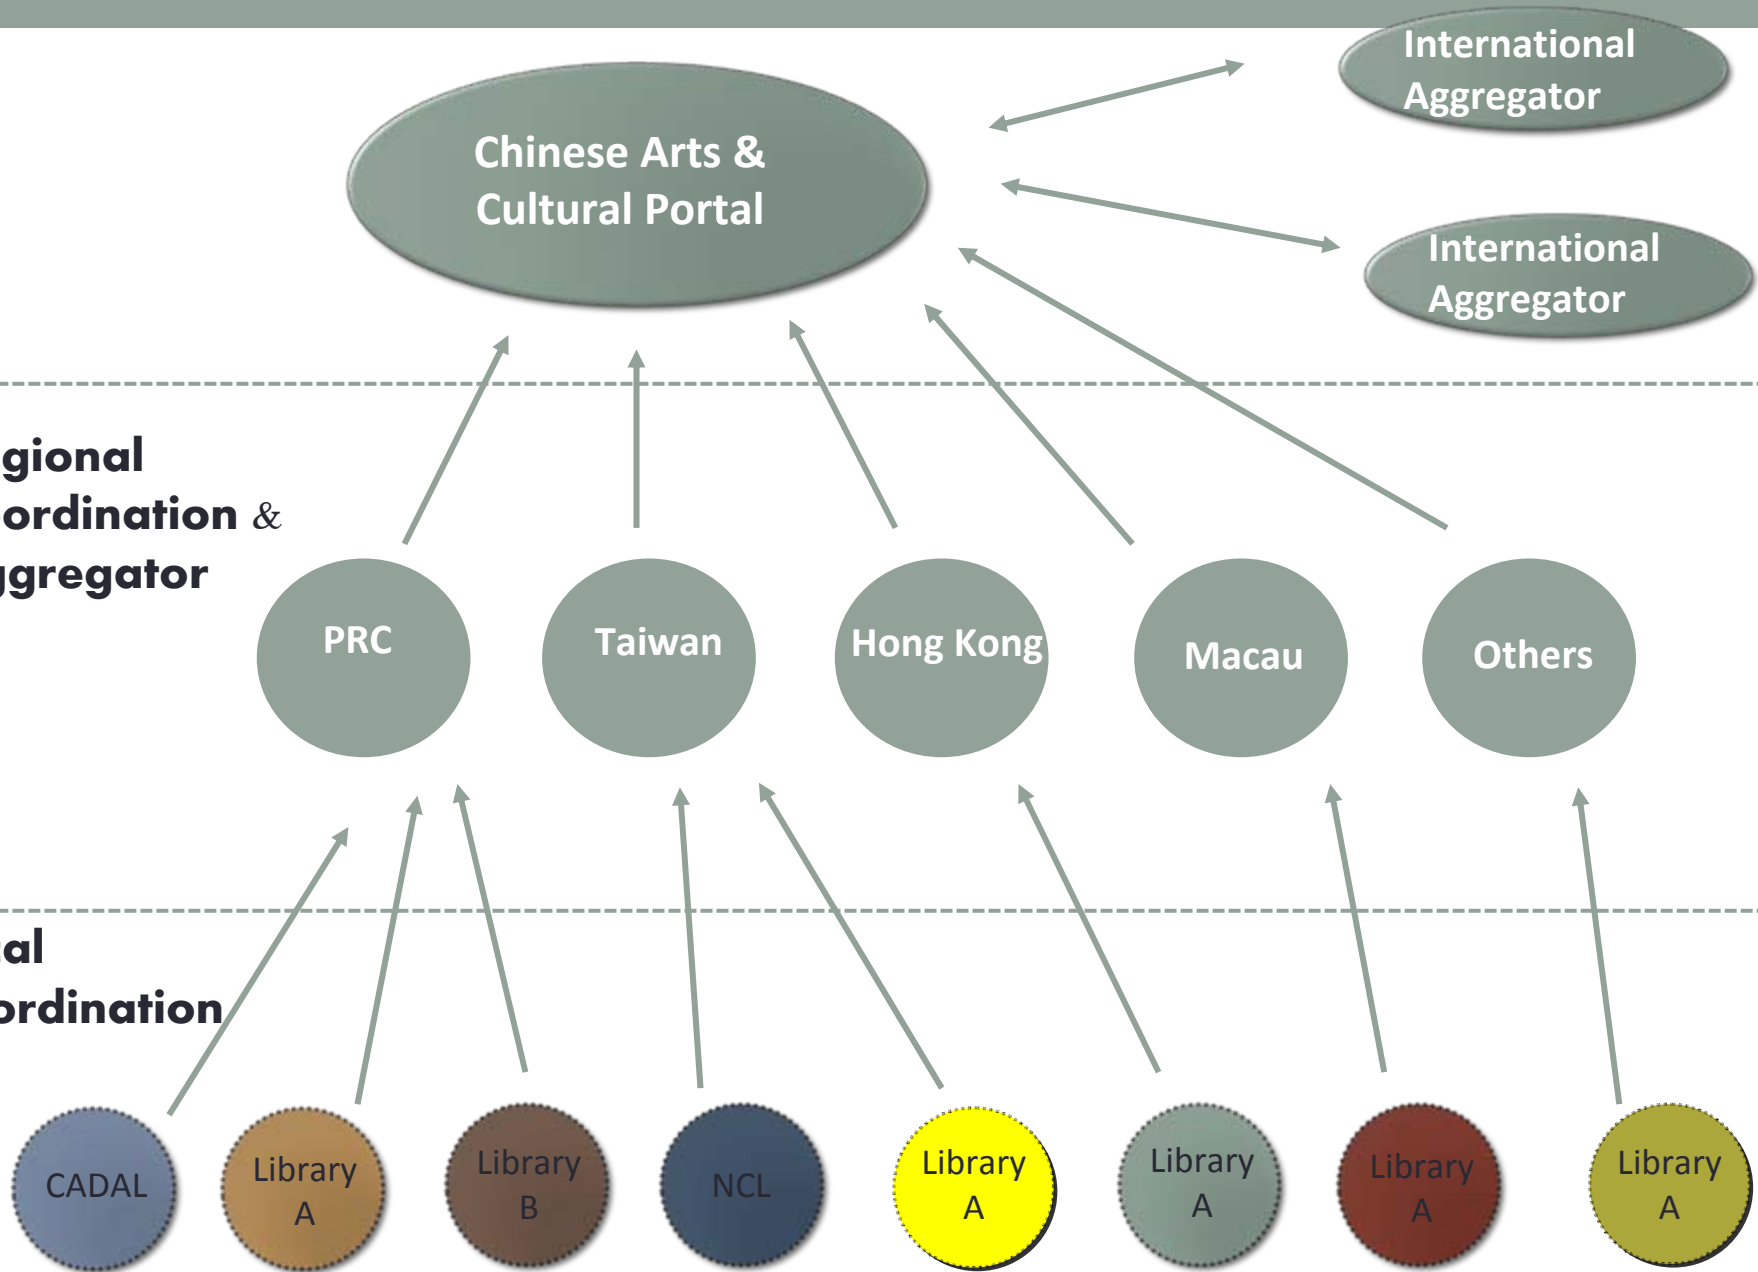 International
Aggregator
Chinese Arts &
Cultural Portal
International
Aggregator
gional
ordination &
ggregator
PRC
Taiwan
Hong Kong
Macau
Others
tal
ordination
CADAL
Library
A
Library
B
NCL
Library
A
Library
A
Library
A
Library
A